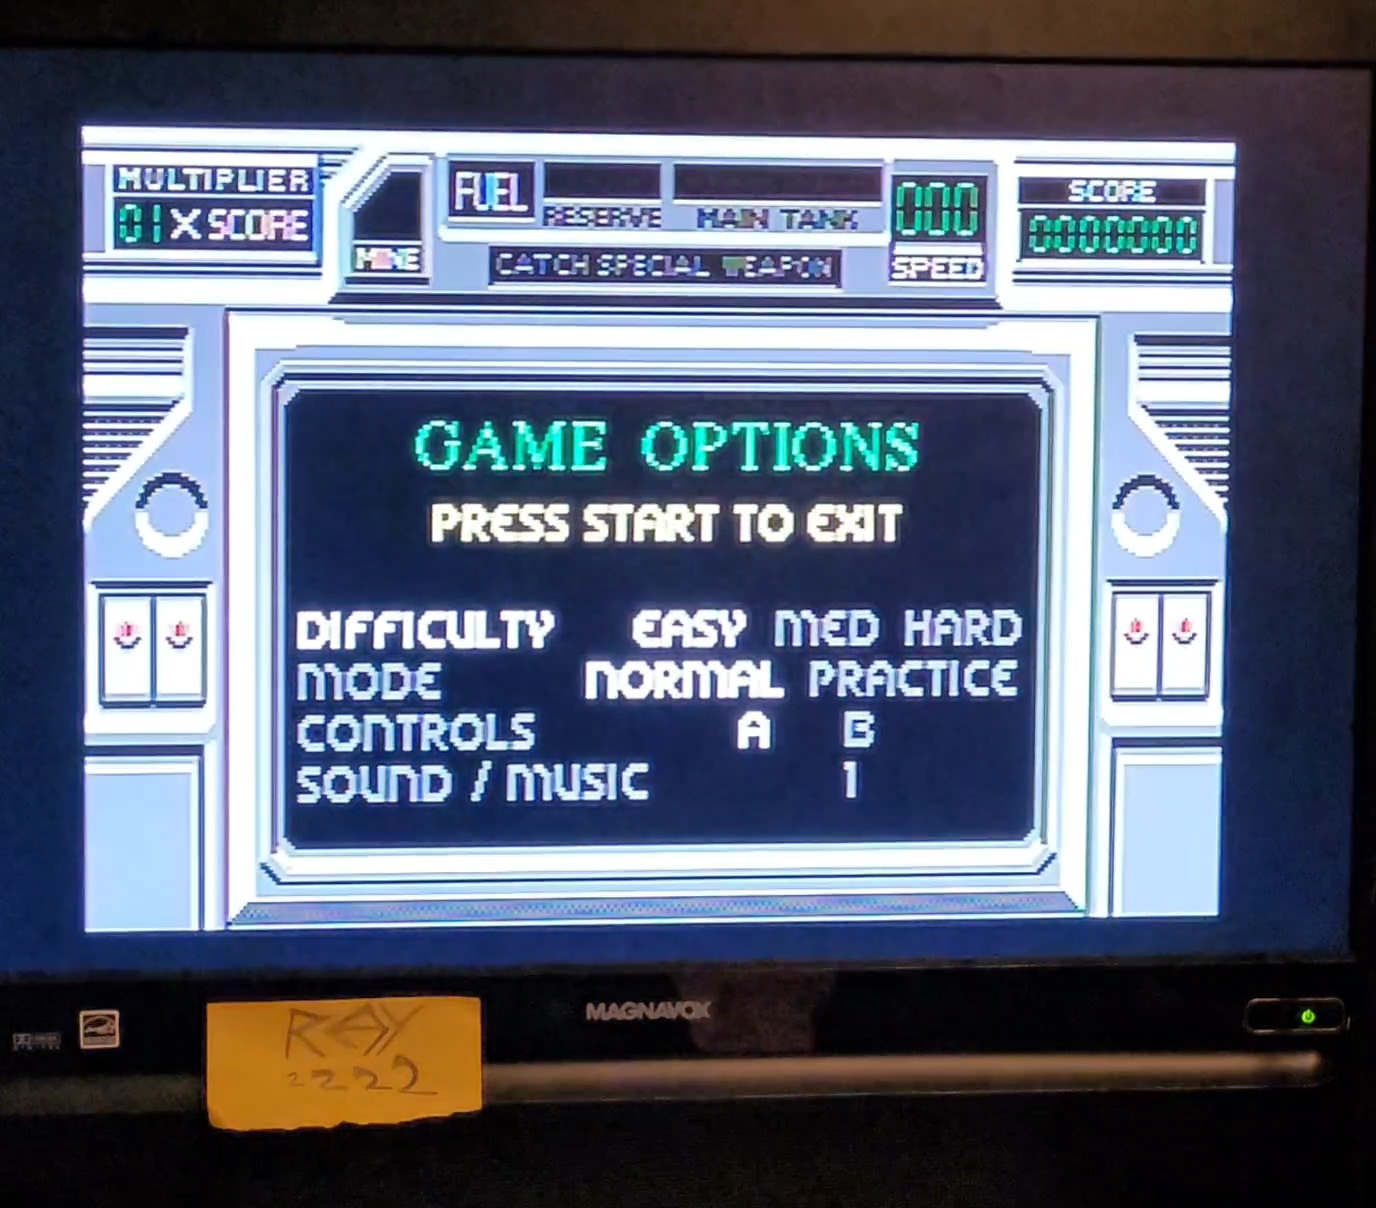 MULTIPLIER
01 X SCORE
MINE
FUEL
RESERVE
MAIN TANK
CATCH SPECIAL WEAPON
000
SPEED
SCORE
0000000
GAME OPTIONS
PRESS START TO EXIT
DIFFICULTY EASY MED HARD
MODE NORMAL PRACTICE
CONTROLS A B
SOUND / MUSIC 1
MAGNAVOX
RAY
2222